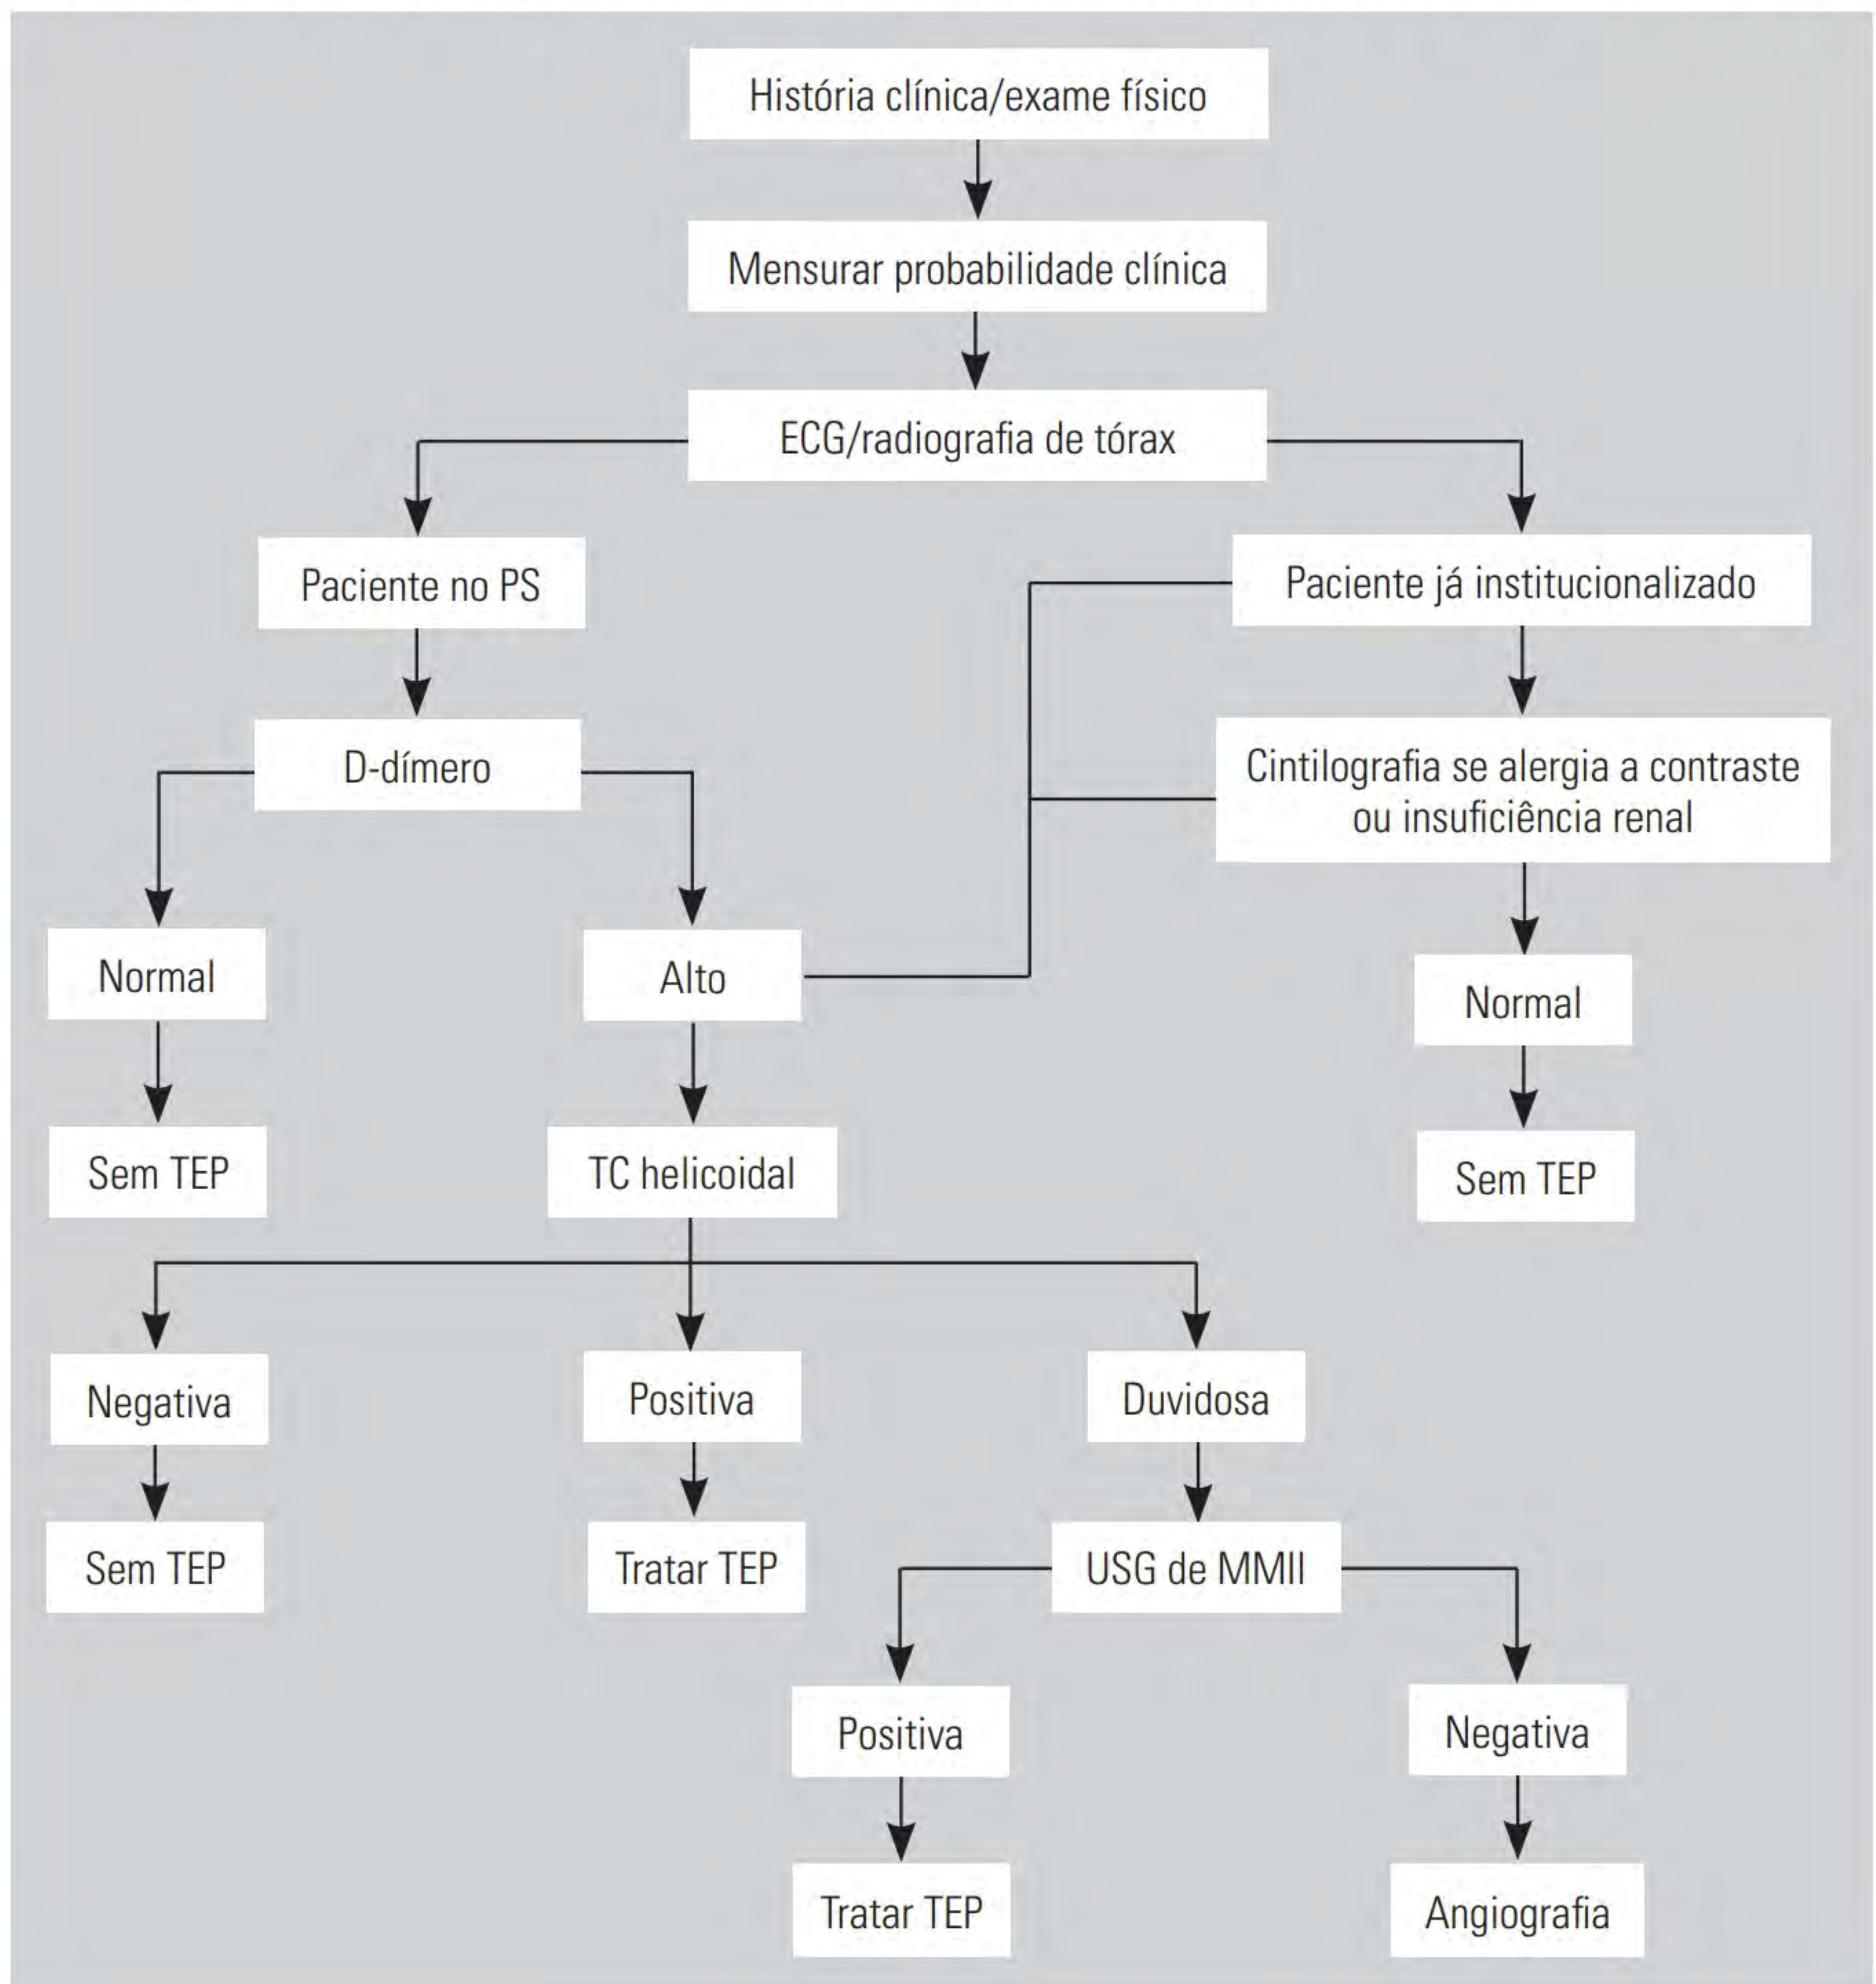 História clínica/exame físico
Mensurar probabilidade clínica
ECG/radiografia de tórax
Paciente no PS
Paciente já institucionalizado
D-dímero
Cintilografia se alergia a contraste
ou insuficiência renal
Normal
Alto
Normal
Sem TEP
TC helicoidal
Sem TEP
Negativa
Positiva
Duvidosa
Sem TEP
Tratar TEP
USG de MMII
Positiva
Negativa
Tratar TEP
Angiografia